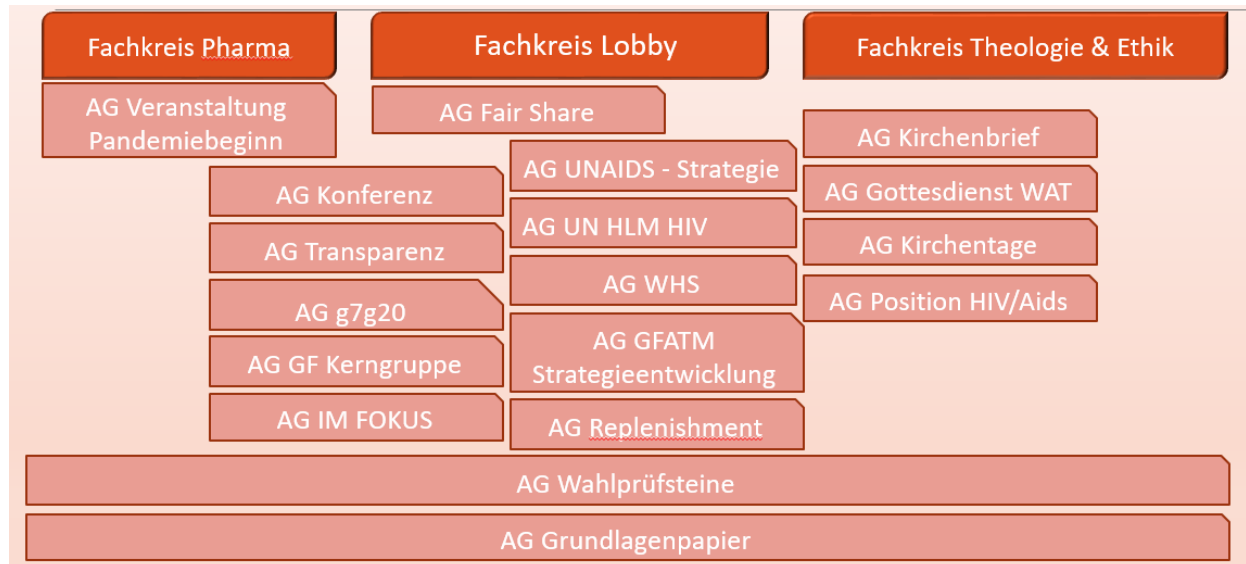 Fachkreis Pharma
Fachkreis Lobby
Fachkreis Theologie & Ethik
AG Veranstaltung
Pandemiebeginn
AG Fair Share
AG Kirchenbrief
AG UNAIDS - Strategie
AG Gottesdienst WAT
AG Konferenz
AG UN HLM HIV
AG Kirchentage
AG Transparenz
AG WHS
AG Position HIV/Aids
AG g7g20
AG GFATM
Strategieentwicklung
AG GF Kerngruppe
AG IM FOKUS
AG Replenishment
AG Wahlprüfsteine
AG Grundlagenpapier